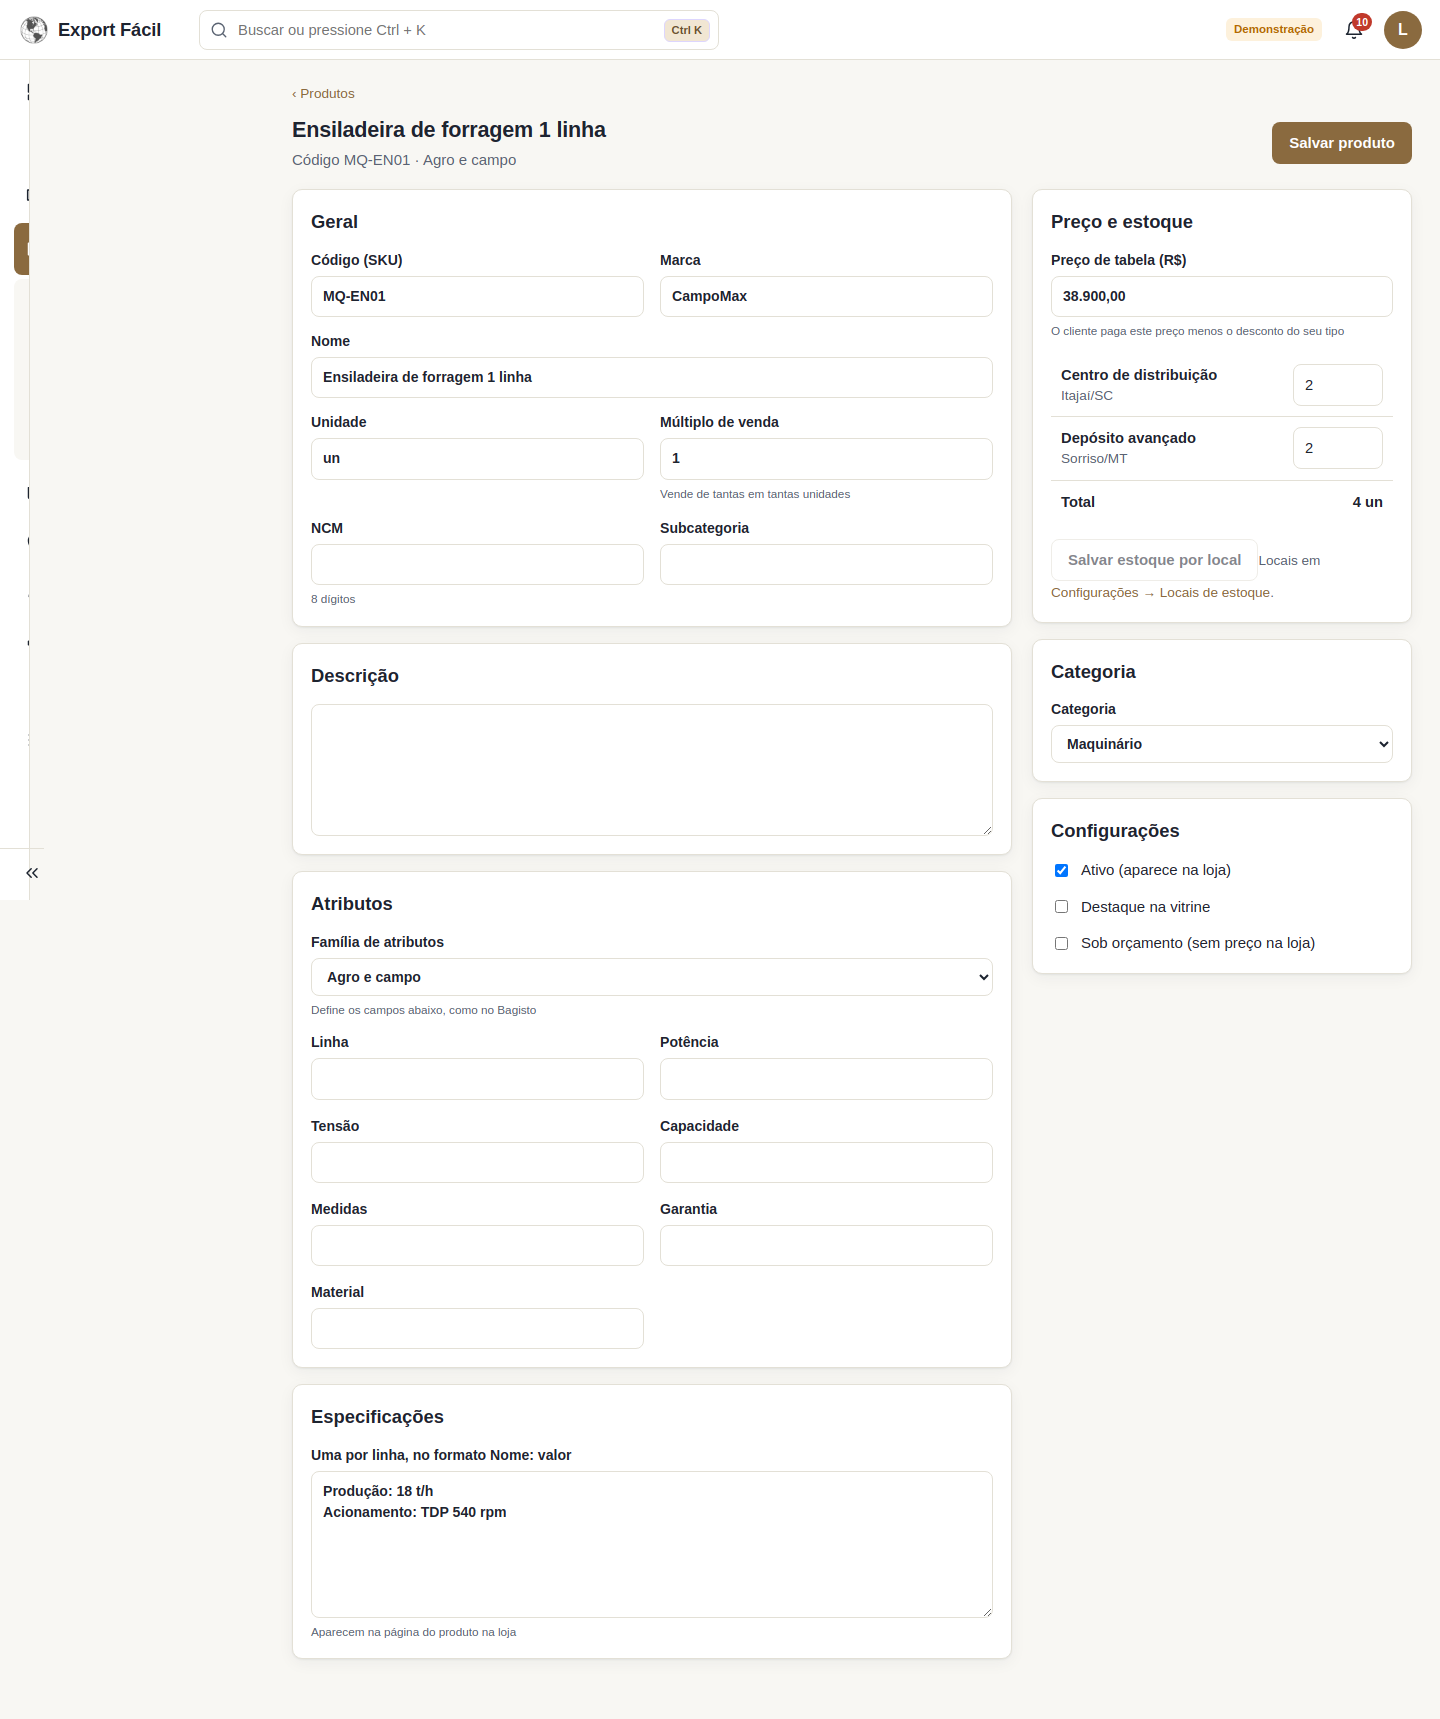 Export Fácil
Buscar ou pressione Ctrl + K
Ctrl K
Demonstração
10
L
‹ Produtos
Ensiladeira de forragem 1 linha
Código MQ-EN01 · Agro e campo
Salvar produto
Geral
Código (SKU)
Marca
MQ-EN01
CampoMax
Nome
Ensiladeira de forragem 1 linha
Unidade
Múltiplo de venda
un
1
Vende de tantas em tantas unidades
NCM
Subcategoria
8 dígitos
Descrição
Atributos
Família de atributos
Agro e campo
Define os campos abaixo, como no Bagisto
Linha
Potência
Tensão
Capacidade
Medidas
Garantia
Material
Especificações
Uma por linha, no formato Nome: valor
Produção: 18 t/h
Acionamento: TDP 540 rpm
Aparecem na página do produto na loja
Preço e estoque
Preço de tabela (R$)
38.900,00
O cliente paga este preço menos o desconto do seu tipo
Centro de distribuição
Itajaí/SC
2
Depósito avançado
Sorriso/MT
2
Total
4 un
Salvar estoque por local
Locais em
Configurações → Locais de estoque.
Categoria
Categoria
Maquinário
Configurações
Ativo (aparece na loja)
Destaque na vitrine
Sob orçamento (sem preço na loja)